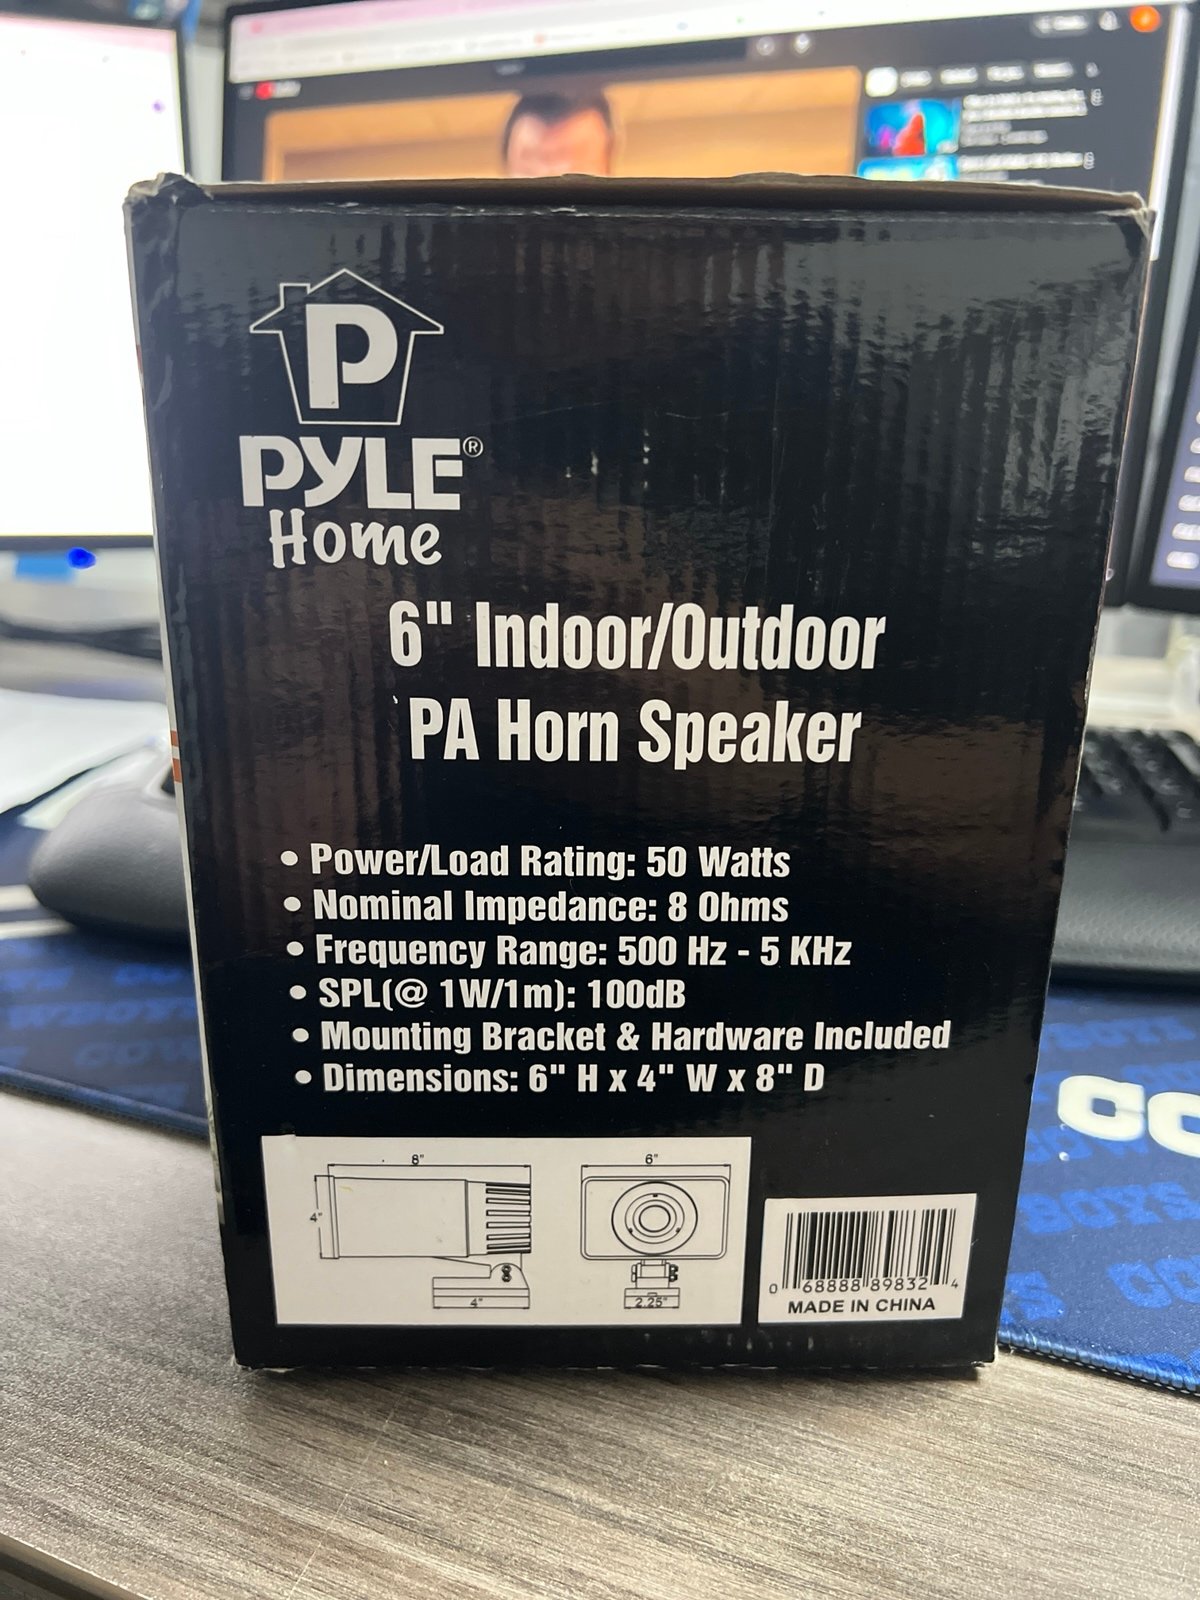 P
PYLE®
Home
6" Indoor/Outdoor
PA Horn Speaker
• Power/Load Rating: 50 Watts
• Nominal Impedance: 8 Ohms
• Frequency Range: 500 Hz - 5 KHz
• SPL(@ 1W/1m): 100dB
• Mounting Bracket & Hardware Included
• Dimensions: 6" H x 4" W x 8" D
8"
6"
4"
4"
2.25"
0 68888 89832 4
MADE IN CHINA
CO